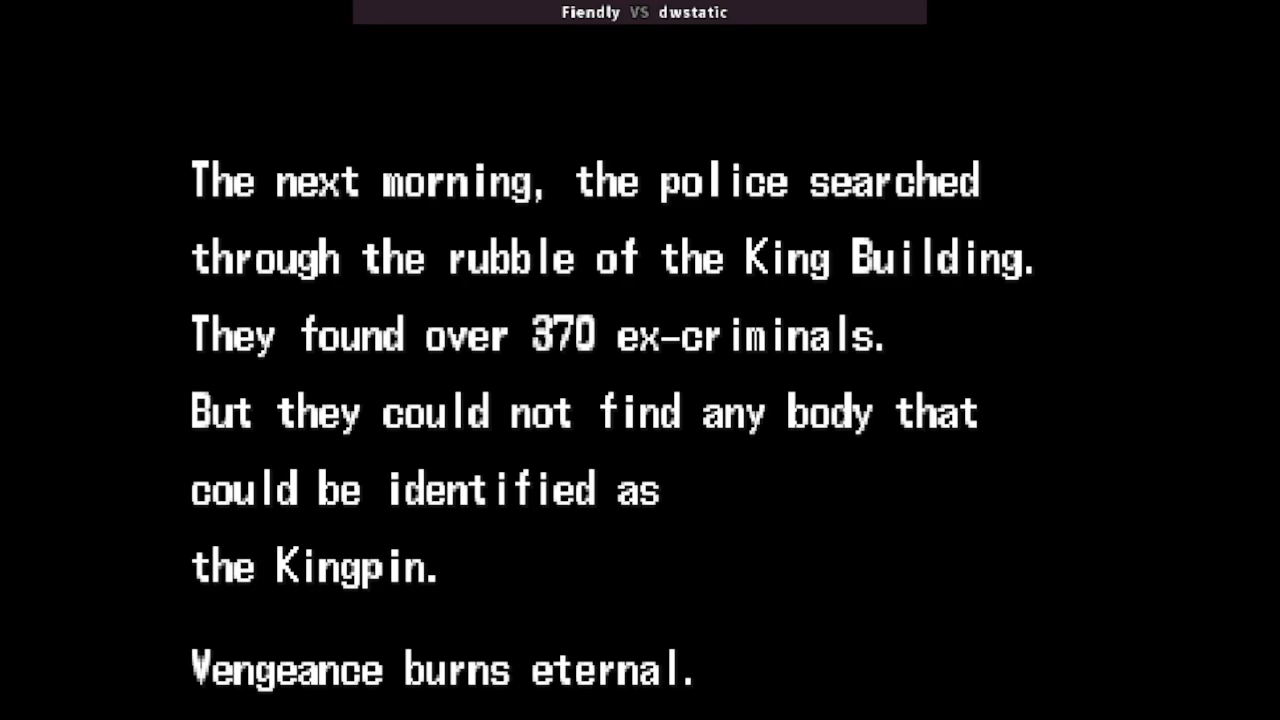 Fiendly VS dwstatic
The next morning, the police searched
through the rubble of the King Building.
They found over 370 ex-criminals.
But they could not find any body that
could be identified as
the Kingpin.
Vengeance burns eternal.